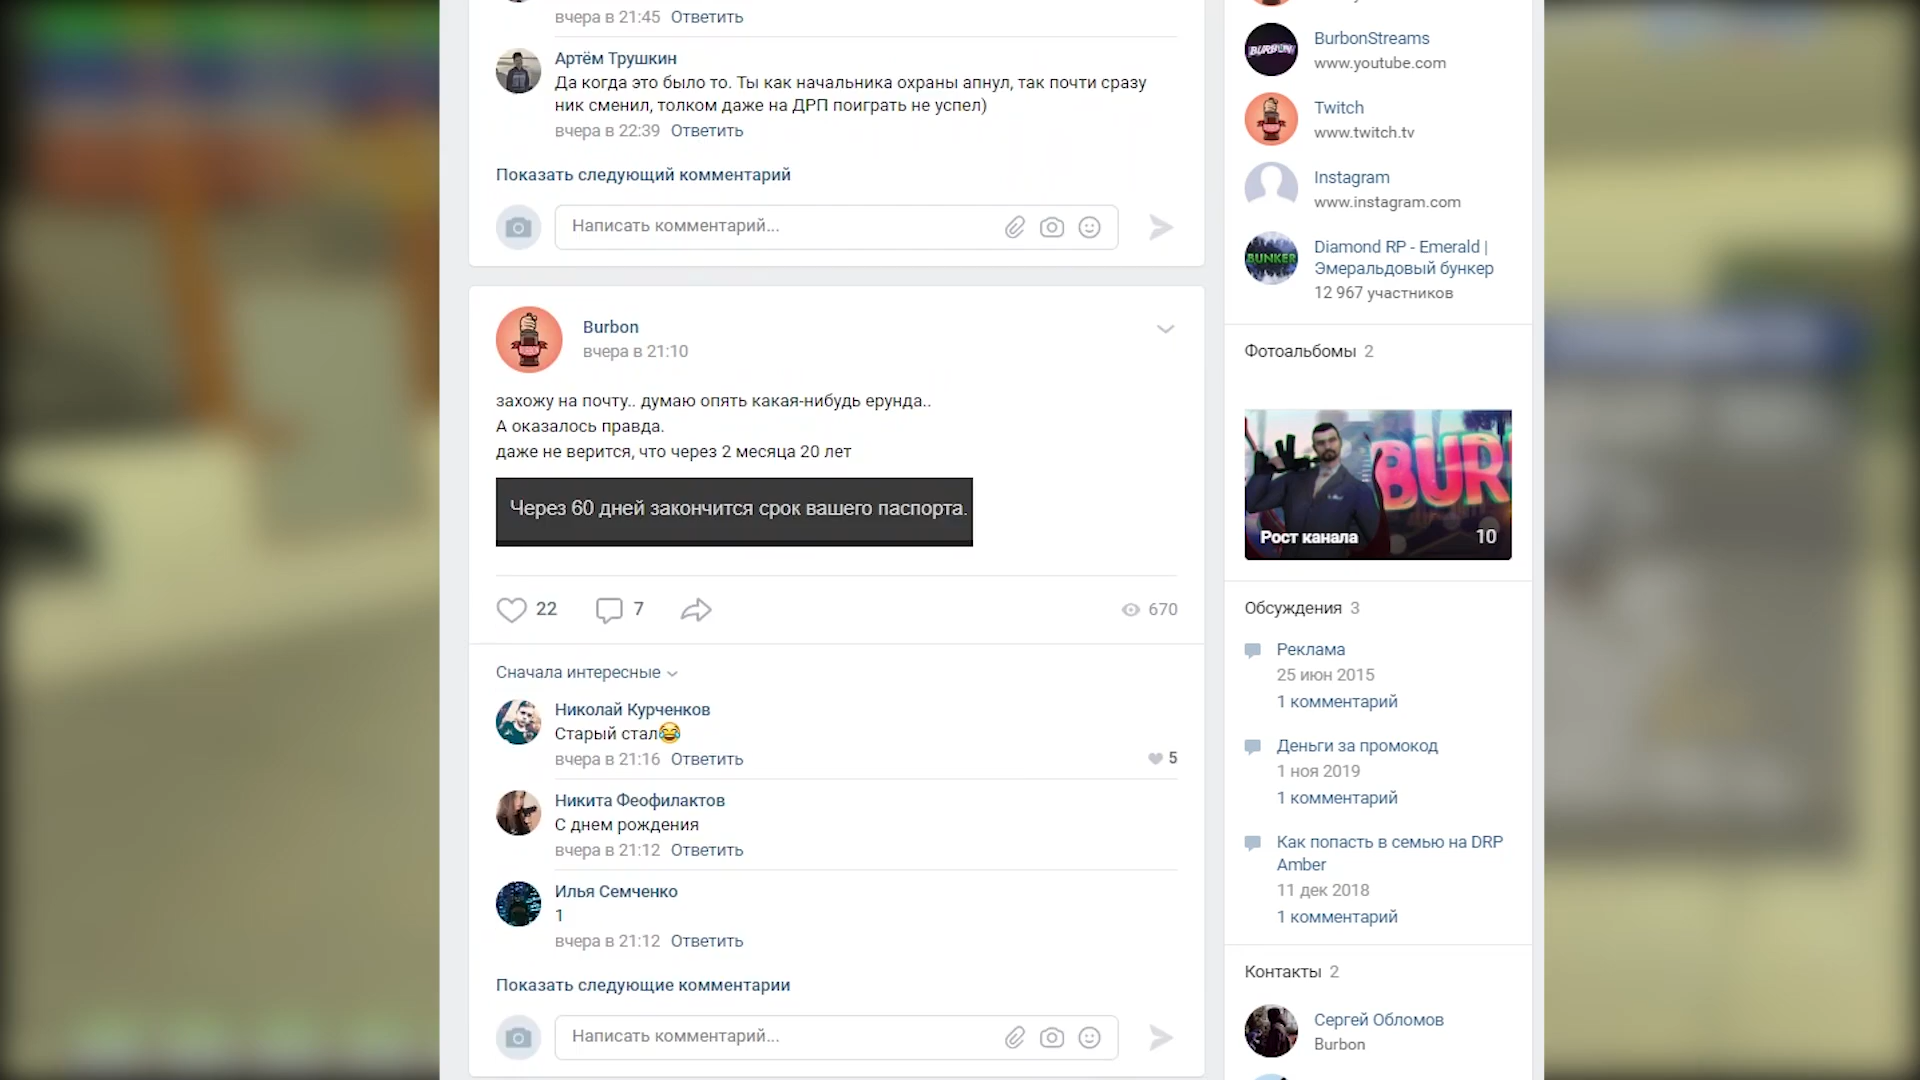 вчера в 21:45 Ответить
Артём Трушкин
Да когда это было то. Ты как начальника охраны апнул, так почти сразу
ник сменил, толком даже на ДРП поиграть не успел)
вчера в 22:39 Ответить
Показать следующий комментарий
Написать комментарий...
Burbon
вчера в 21:10
захожу на почту.. думаю опять какая-нибудь ерунда..
А оказалось правда.
даже не верится, что через 2 месяца 20 лет
Через 60 дней закончится срок вашего паспорта.
22 7 670
Сначала интересные
Николай Курченков
Старый стал😂
вчера в 21:16 Ответить 5
Никита Феофилактов
С днем рождения
вчера в 21:12 Ответить
Илья Семченко
1
вчера в 21:12 Ответить
Показать следующие комментарии
Написать комментарий...
BURBON
BurbonStreams
www.youtube.com
Twitch
www.twitch.tv
Instagram
www.instagram.com
BUNKER
Diamond RP - Emerald |
Эмеральдовый бункер
12 967 участников
Фотоальбомы 2
BUR
Рост канала 10
Обсуждения 3
Реклама
25 июн 2015
1 комментарий
Деньги за промокод
1 ноя 2019
1 комментарий
Как попасть в семью на DRP
Amber
11 дек 2018
1 комментарий
Контакты 2
Сергей Обломов
Burbon